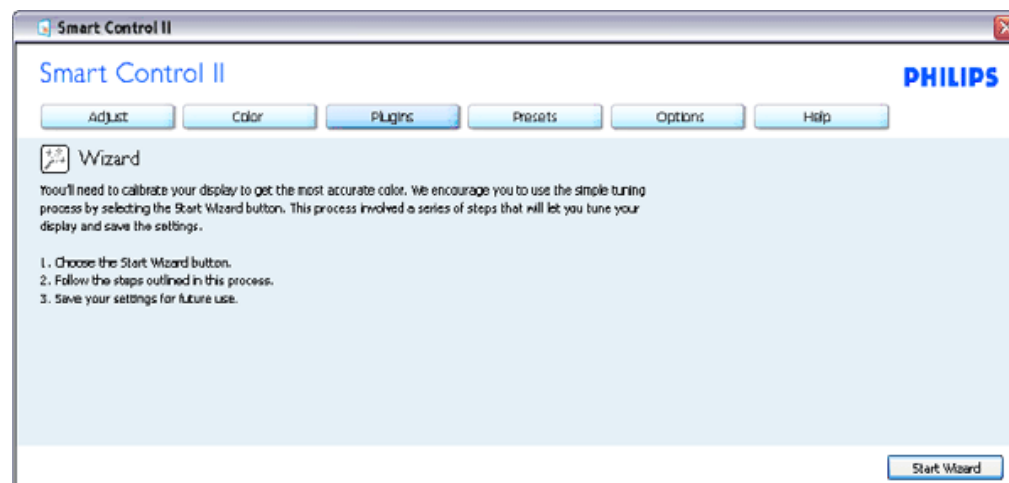 Smart Control II
Smart Control II
PHILIPS
Adjust Color Plugins Presets Options Help
Wizard
Yoou'll need to calibrate your display to get the most accurate color. We encourage you to use the simple tuning
process by selecting the Start Wizard button. This process involved a series of steps that will let you tune your
display and save the settings.
1. Choose the Start Wizard button.
2. Follow the steps outlined in this process.
3. Save your settings for future use.
Start Wizard